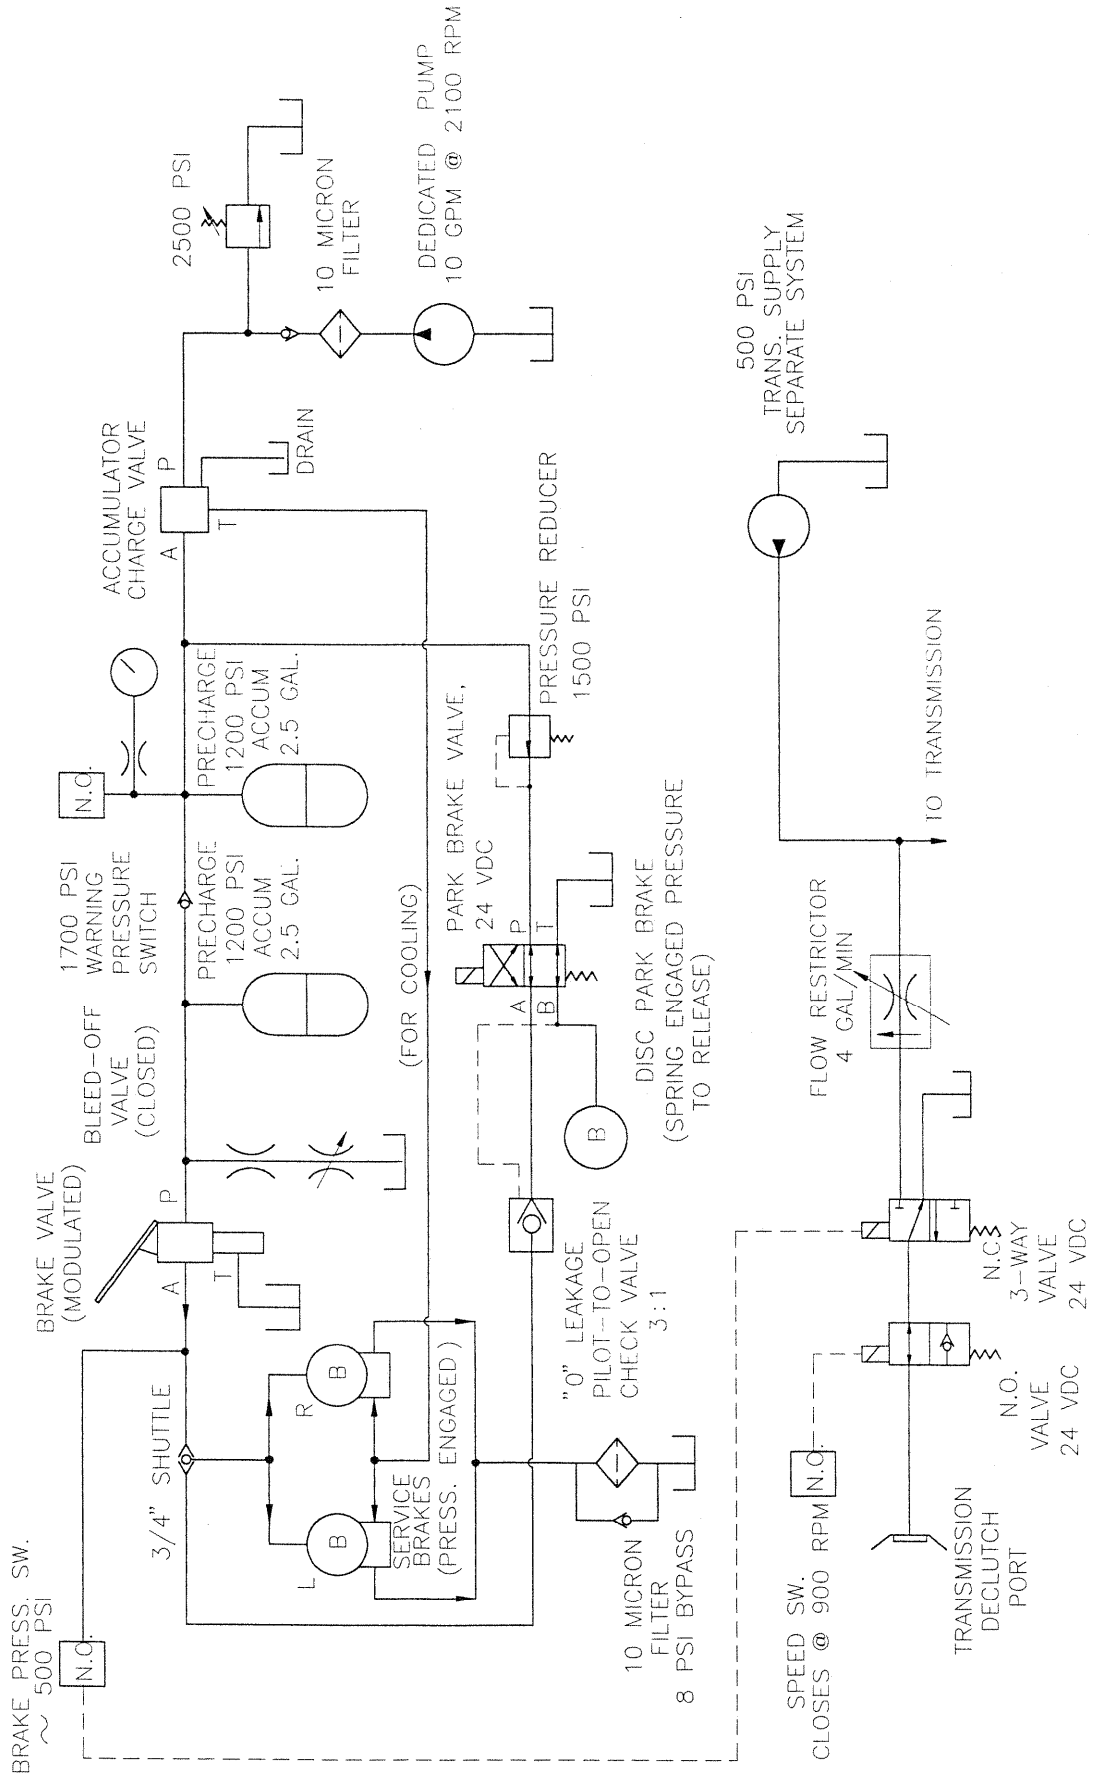 BRAKE PRESS. SW.
~ 500 PSI
N.O.
3/4" SHUTTLE
BRAKE VALVE
(MODULATED)
A
P
T
BLEED-OFF
VALVE
(CLOSED)
1700 PSI
WARNING
PRESSURE
SWITCH
N.O.
PRECHARGE
1200 PSI
ACCUM
2.5 GAL.
PRECHARGE
1200 PSI
ACCUM
2.5 GAL.
ACCUMULATOR
CHARGE VALVE
A
P
T
DRAIN
2500 PSI
10 MICRON
FILTER
DEDICATED PUMP
10 GPM @ 2100 RPM
L
B
R
B
SERVICE
BRAKES
(PRESS. ENGAGED)
(FOR COOLING)
10 MICRON
FILTER
8 PSI BYPASS
"0" LEAKAGE
PILOT-TO-OPEN
CHECK VALVE
3:1
PARK BRAKE VALVE,
24 VDC
A
P
B
T
B
DISC PARK BRAKE
(SPRING ENGAGED PRESSURE
TO RELEASE)
PRESSURE REDUCER
1500 PSI
500 PSI
TRANS. SUPPLY
SEPARATE SYSTEM
SPEED SW.
CLOSES @ 900 RPM
N.O.
TRANSMISSION
DECLUTCH
PORT
N.O.
VALVE
24 VDC
N.C.
3-WAY
VALVE
24 VDC
FLOW RESTRICTOR
4 GAL/MIN
TO TRANSMISSION